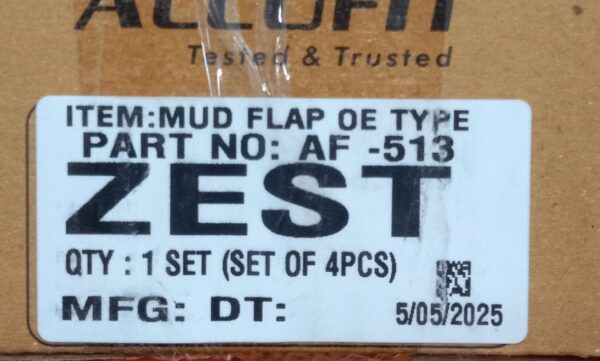 ALLOFIT
Tested & Trusted
ITEM:MUD FLAP OE TYPE
PART NO: AF -513
ZEST
QTY : 1 SET (SET OF 4PCS)
MFG: DT: 5/05/2025